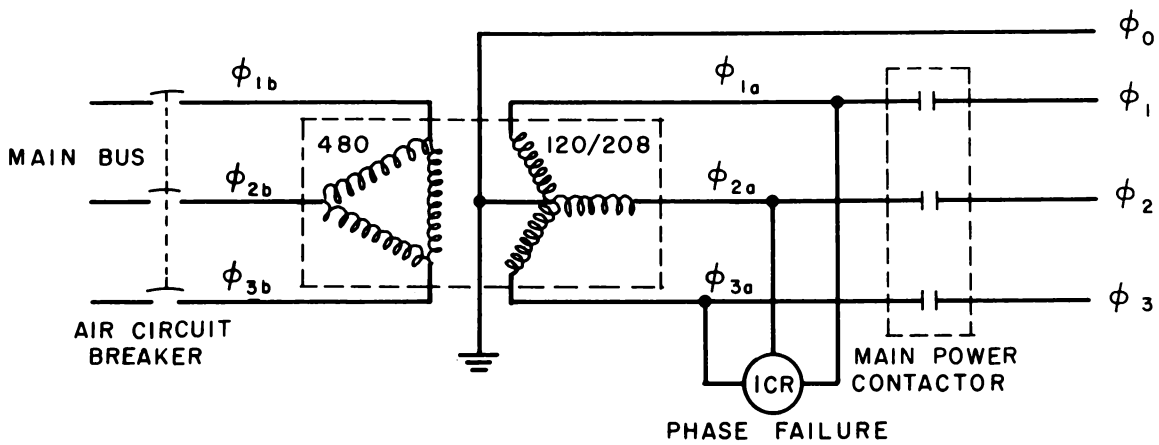 ϕ0
ϕ1b
ϕ1a
ϕ1
480
120/208
MAIN BUS
ϕ2b
ϕ2a
ϕ2
ϕ3b
ϕ3a
ϕ3
AIR CIRCUIT
BREAKER
MAIN POWER
CONTACTOR
ICR
PHASE FAILURE